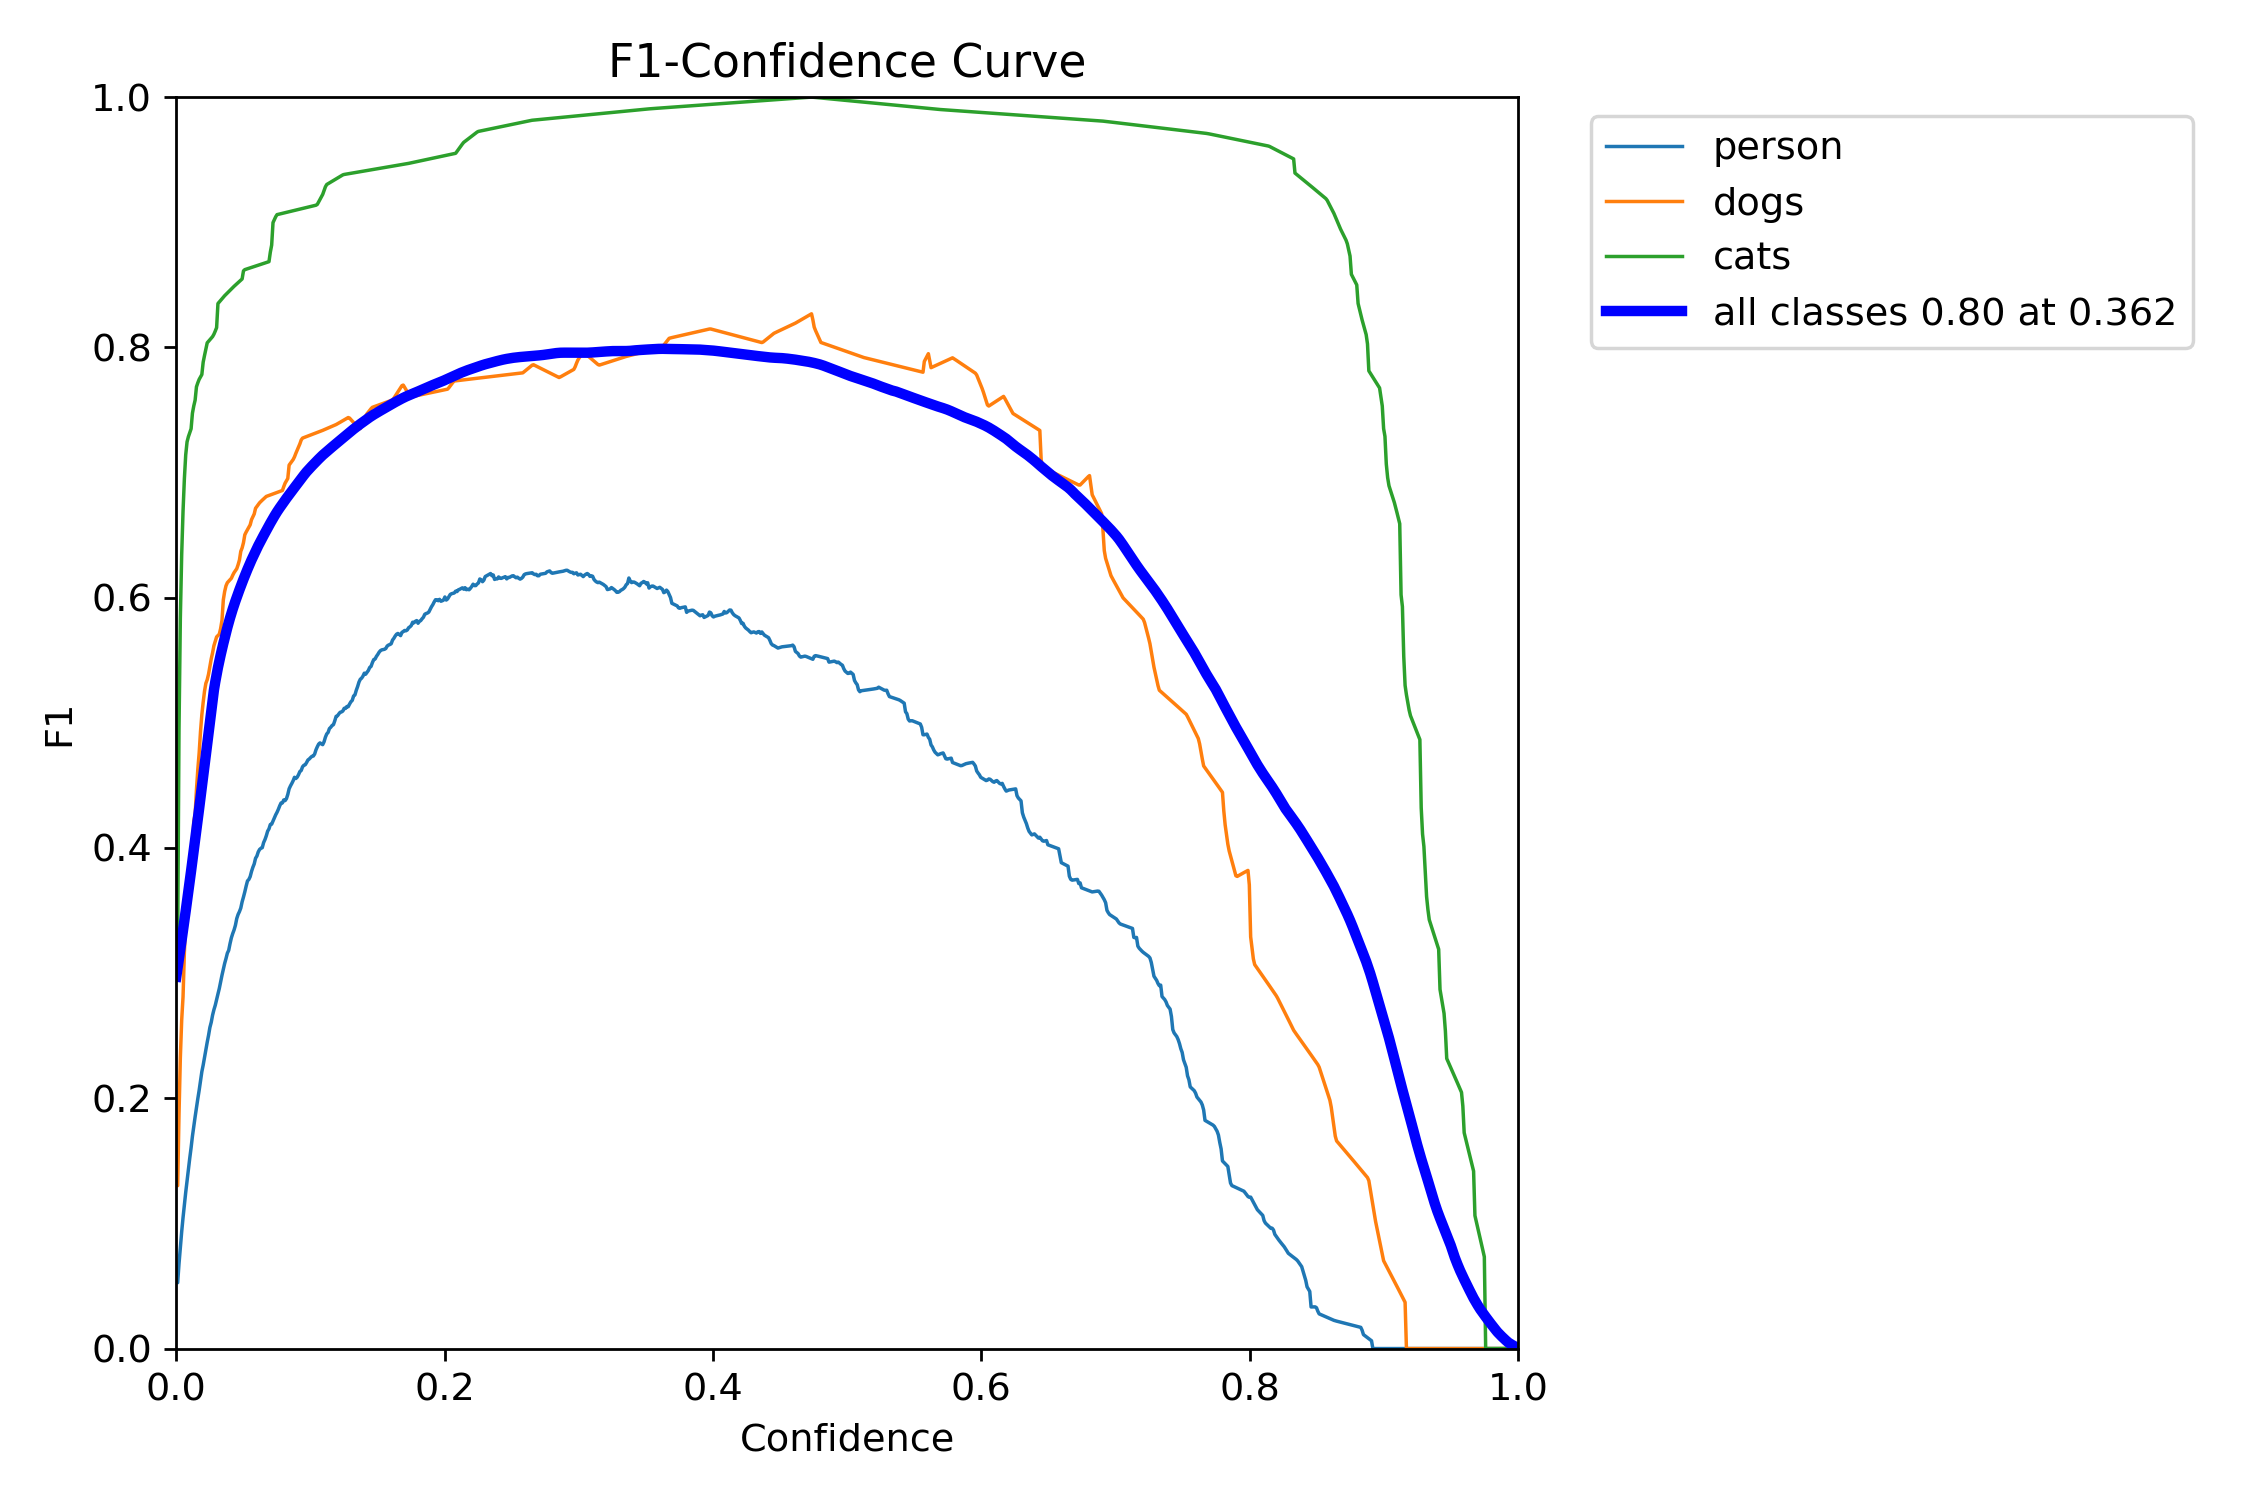 F1-Confidence Curve
1.0
0.8
0.6
0.4
0.2
0.0
F1
0.0 0.2 0.4 0.6 0.8 1.0
Confidence
person
dogs
cats
all classes 0.80 at 0.362